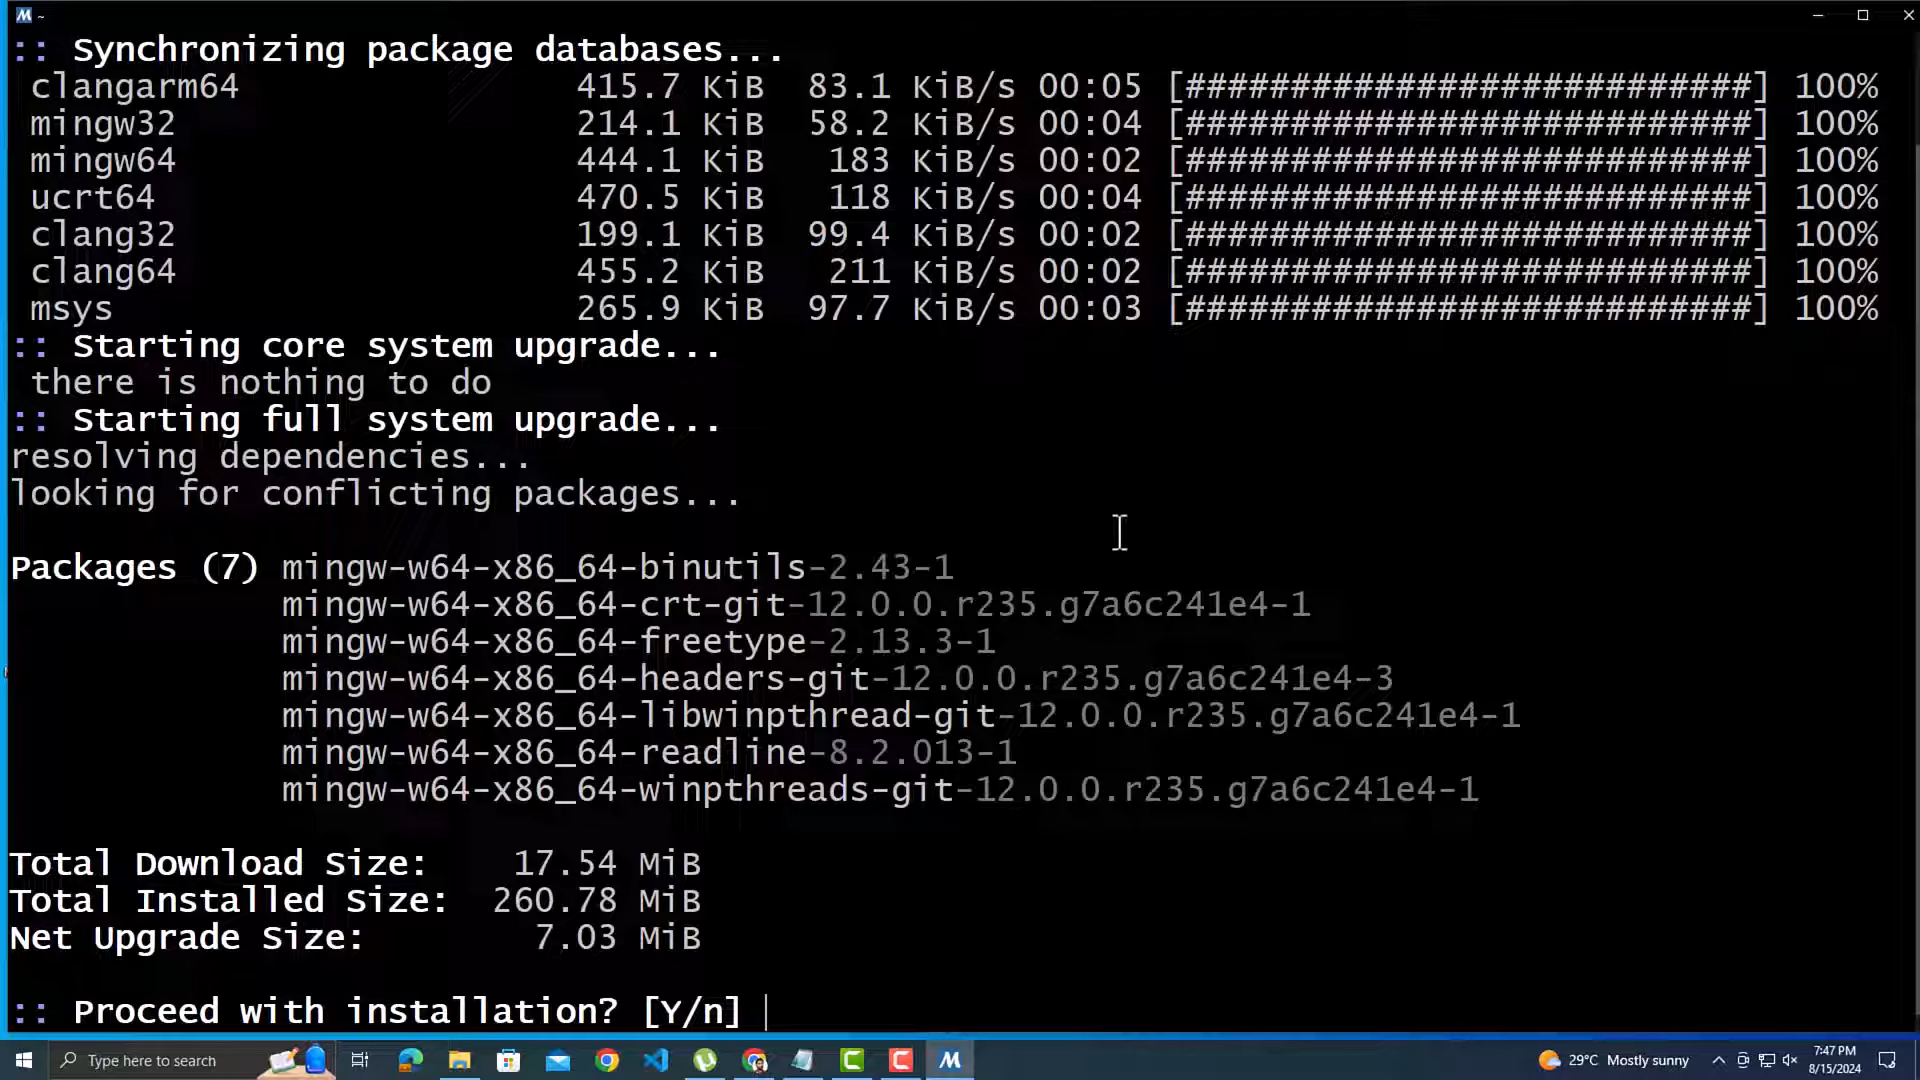 ~
:: Synchronizing package databases...
clangarm64 415.7 KiB 83.1 KiB/s 00:05 [###########################] 100%
mingw32 214.1 KiB 58.2 KiB/s 00:04 [###########################] 100%
mingw64 444.1 KiB 183 KiB/s 00:02 [###########################] 100%
ucrt64 470.5 KiB 118 KiB/s 00:04 [###########################] 100%
clang32 199.1 KiB 99.4 KiB/s 00:02 [###########################] 100%
clang64 455.2 KiB 211 KiB/s 00:02 [###########################] 100%
msys 265.9 KiB 97.7 KiB/s 00:03 [###########################] 100%
:: Starting core system upgrade...
there is nothing to do
:: Starting full system upgrade...
resolving dependencies...
looking for conflicting packages...
Packages (7) mingw-w64-x86_64-binutils-2.43-1
mingw-w64-x86_64-crt-git-12.0.0.r235.g7a6c241e4-1
mingw-w64-x86_64-freetype-2.13.3-1
mingw-w64-x86_64-headers-git-12.0.0.r235.g7a6c241e4-3
mingw-w64-x86_64-libwinpthread-git-12.0.0.r235.g7a6c241e4-1
mingw-w64-x86_64-readline-8.2.013-1
mingw-w64-x86_64-winpthreads-git-12.0.0.r235.g7a6c241e4-1
Total Download Size: 17.54 MiB
Total Installed Size: 260.78 MiB
Net Upgrade Size: 7.03 MiB
:: Proceed with installation? [Y/n]
Type here to search
29°C Mostly sunny
7:47 PM
8/15/2024